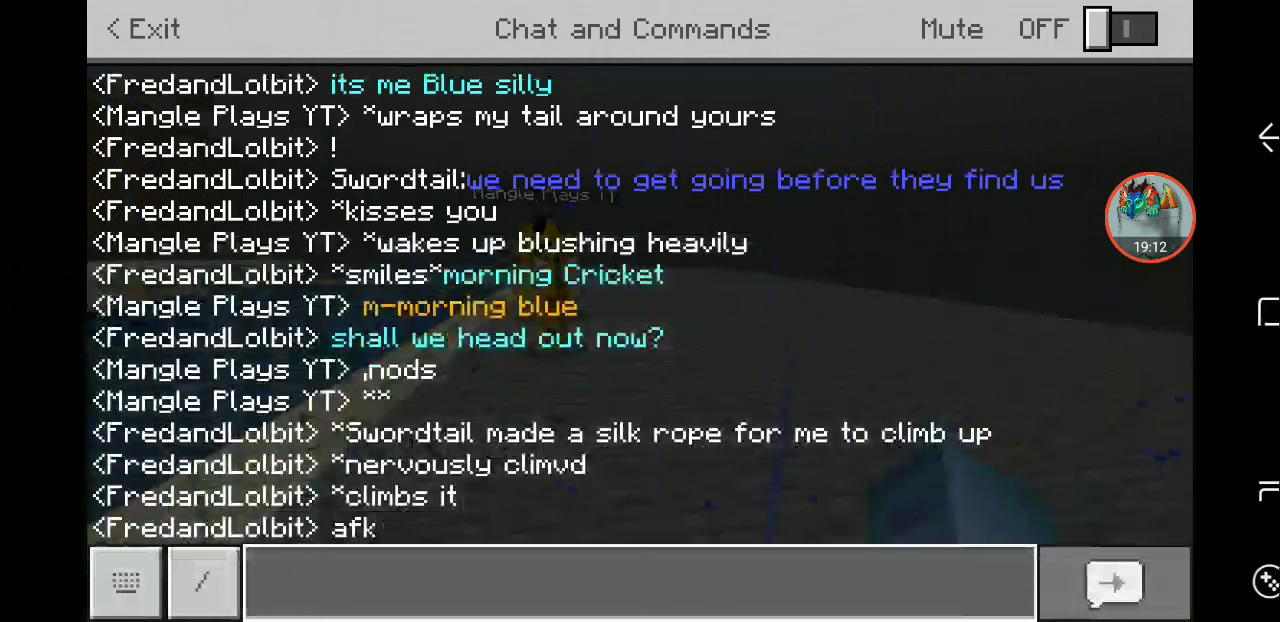 < Exit
Chat and Commands
Mute OFF
<FredandLolbit> its me Blue silly
<Mangle Plays YT> *wraps my tail around yours
<FredandLolbit> !
<FredandLolbit> Swordtail:we need to get going before they find us
Mangle Plays YT
<FredandLolbit> *kisses you
<Mangle Plays YT> *wakes up blushing heavily
<FredandLolbit> *smiles*morning Cricket
<Mangle Plays YT> m-morning blue
<FredandLolbit> shall we head out now?
<Mangle Plays YT> ,nods
<Mangle Plays YT> **
<FredandLolbit> *Swordtail made a silk rope for me to climb up
<FredandLolbit> *nervously climvd
<FredandLolbit> *climbs it
<FredandLolbit> afk
/
19:12